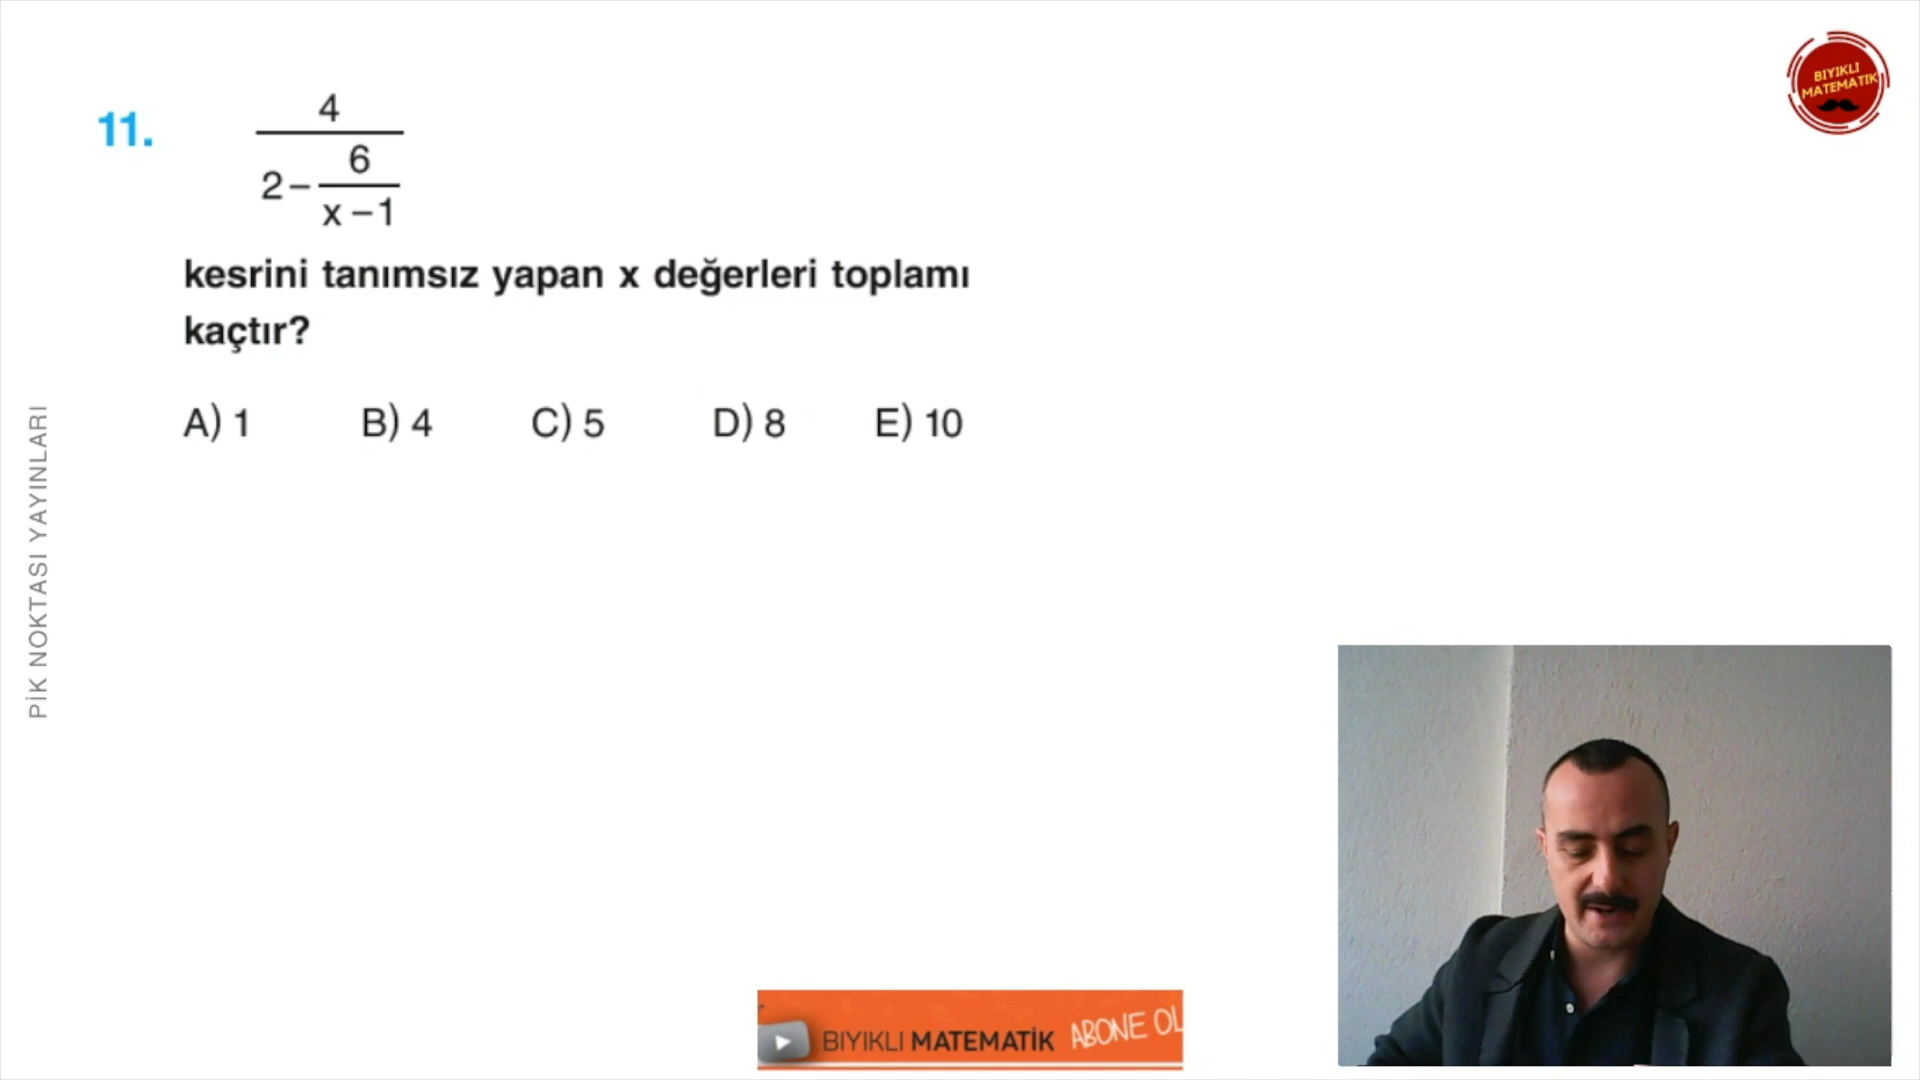 BIYIKLI
MATEMATİK
11.
4
2 −
6
x − 1
kesrini tanımsız yapan x değerleri toplamı
kaçtır?
A) 1 B) 4 C) 5 D) 8 E) 10
PİK NOKTASI YAYINLARI
BIYIKLI MATEMATİK ABONE OL